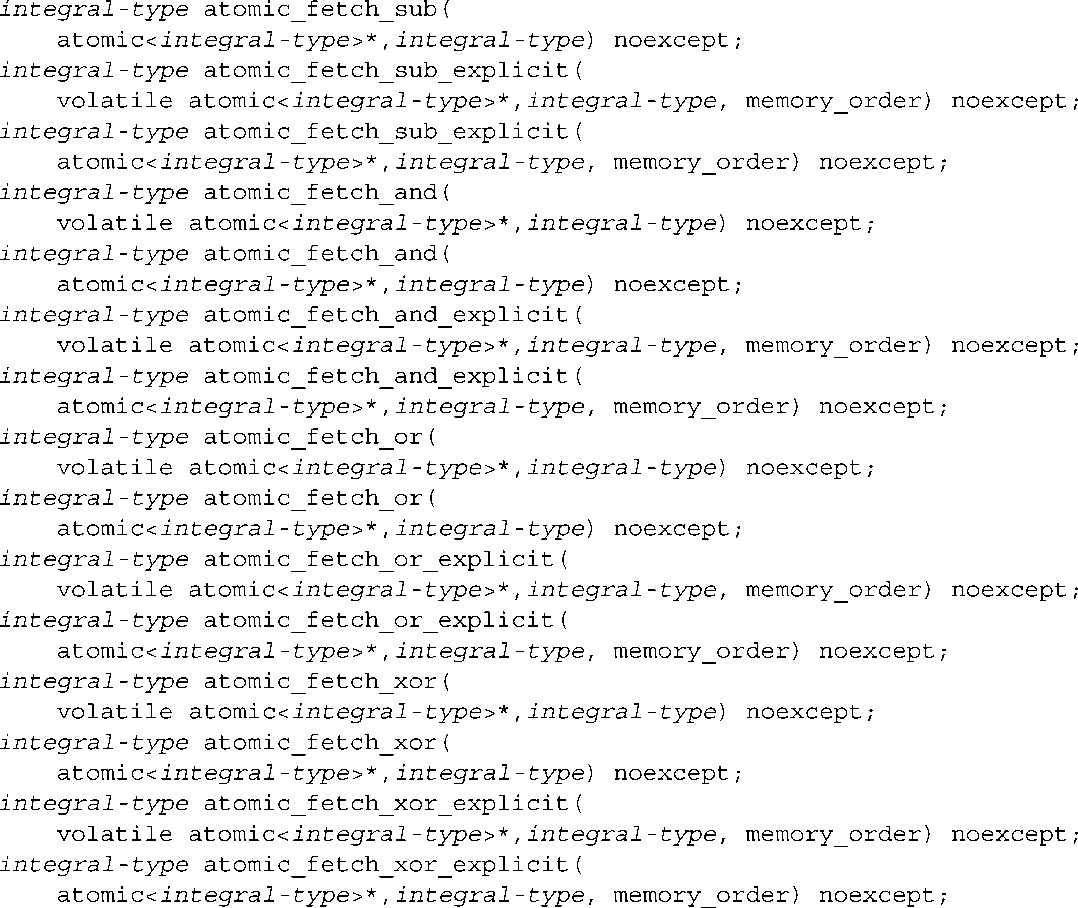 integral-type atomic_fetch_sub(
    atomic<integral-type>*,integral-type) noexcept;
integral-type atomic_fetch_sub_explicit(
    volatile atomic<integral-type>*,integral-type, memory_order) noexcept;
integral-type atomic_fetch_sub_explicit(
    atomic<integral-type>*,integral-type, memory_order) noexcept;
integral-type atomic_fetch_and(
    volatile atomic<integral-type>*,integral-type) noexcept;
integral-type atomic_fetch_and(
    atomic<integral-type>*,integral-type) noexcept;
integral-type atomic_fetch_and_explicit(
    volatile atomic<integral-type>*,integral-type, memory_order) noexcept;
integral-type atomic_fetch_and_explicit(
    atomic<integral-type>*,integral-type, memory_order) noexcept;
integral-type atomic_fetch_or(
    volatile atomic<integral-type>*,integral-type) noexcept;
integral-type atomic_fetch_or(
    atomic<integral-type>*,integral-type) noexcept;
integral-type atomic_fetch_or_explicit(
    volatile atomic<integral-type>*,integral-type, memory_order) noexcept;
integral-type atomic_fetch_or_explicit(
    atomic<integral-type>*,integral-type, memory_order) noexcept;
integral-type atomic_fetch_xor(
    volatile atomic<integral-type>*,integral-type) noexcept;
integral-type atomic_fetch_xor(
    atomic<integral-type>*,integral-type) noexcept;
integral-type atomic_fetch_xor_explicit(
    volatile atomic<integral-type>*,integral-type, memory_order) noexcept;
integral-type atomic_fetch_xor_explicit(
    atomic<integral-type>*,integral-type, memory_order) noexcept;